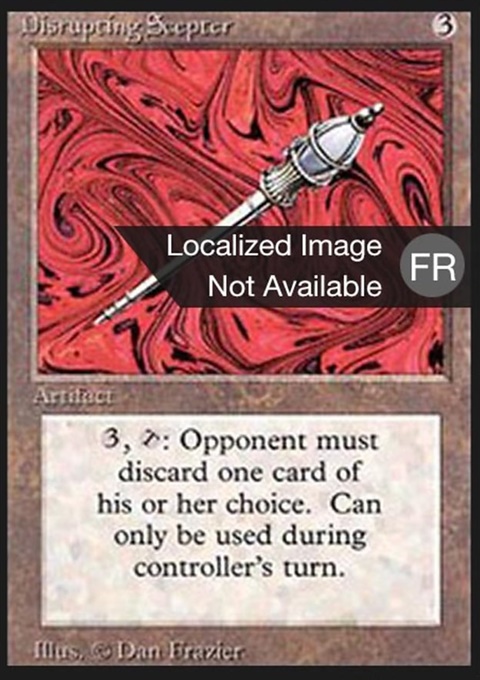 Disrupting Scepter 3
Localized Image
Not Available
FR
Artifact
3, : Opponent must
discard one card of
his or her choice. Can
only be used during
controller's turn.
Illus. © Dan Frazier